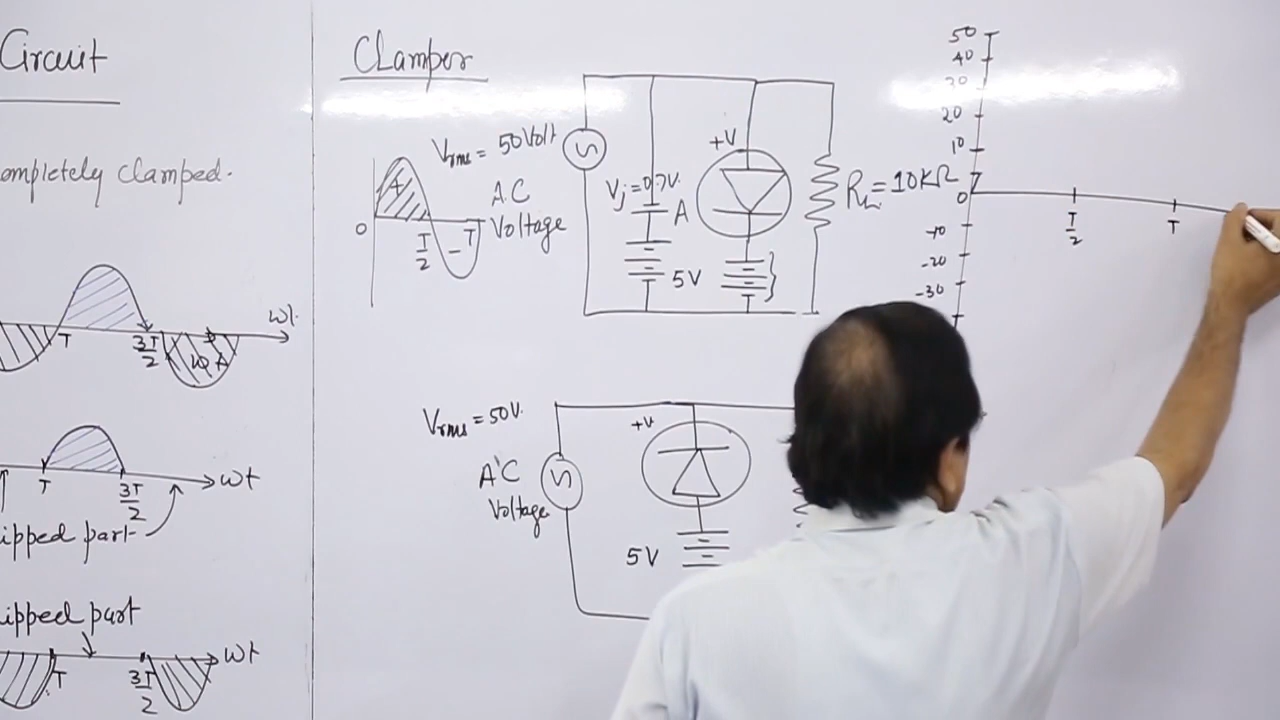 Circuit
ompletely clamped.
T
3T/2
ωt
T
3T/2
ωt
ipped part
ipped part
T
3T/2
ωt
Clamper
Vrms = 50 Volt
A.C
Voltage
+
0
T/2
-
T
Vj = 0.7V.
A
5V
+V
RL = 10KΩ
Vrms = 50V.
A.C
Voltage
+V
5V
50
40
30
20
10
0
-10
-20
-30
T/2
T